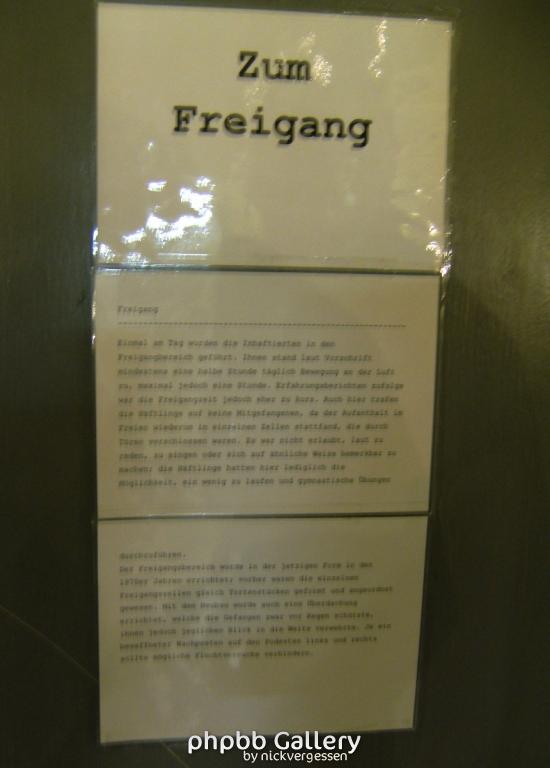 Zum
Freigang
Freigang
Einmal am Tag wurden die Inhaftierten in den
Freigangbereich geführt. Ihnen stand laut Vorschrift
mindestens eine halbe Stunde täglich Bewegung an der Luft
zu, maximal jedoch eine Stunde. Erfahrungsberichten zufolge
war die Freigangzeit jedoch eher zu kurz. Auch hier trafen
die Häftlinge auf keine Mitgefangenen, da der Aufenthalt im
Freien wiederum in einzelnen Zellen stattfand, die durch
Türen verschlossen waren. Es war nicht erlaubt, laut zu
reden, zu singen oder sich auf ähnliche Weise bemerkbar zu
machen; die Häftlinge hatten hier lediglich die
Möglichkeit, ein wenig zu laufen und gymnastische Übungen
durchzuführen.
Der Freigangsbereich wurde in der jetzigen Form in den
1970er Jahren errichtet; vorher waren die einzelnen
Freigangzellen gleich Tortenstücken geformt und angeordnet
gewesen. Mit dem Neubau wurde auch eine Überdachung
errichtet, welche die Gefangen zwar vor Regen schützte,
ihnen jedoch jeglichen Blick in die Weite verwehrte. Je ein
bewaffneter Wachposten auf den Podesten links und rechts
sollte mögliche Fluchtversuche verhindern.
phpbb Gallery
by nickvergessen